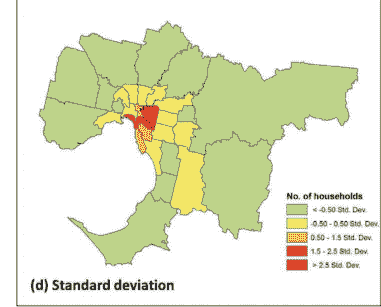 No. of households
< -0.50 Std. Dev.
-0.50 - 0.50 Std. Dev.
0.50 - 1.5 Std. Dev.
1.5 - 2.5 Std. Dev.
> 2.5 Std. Dev.
(d) Standard deviation